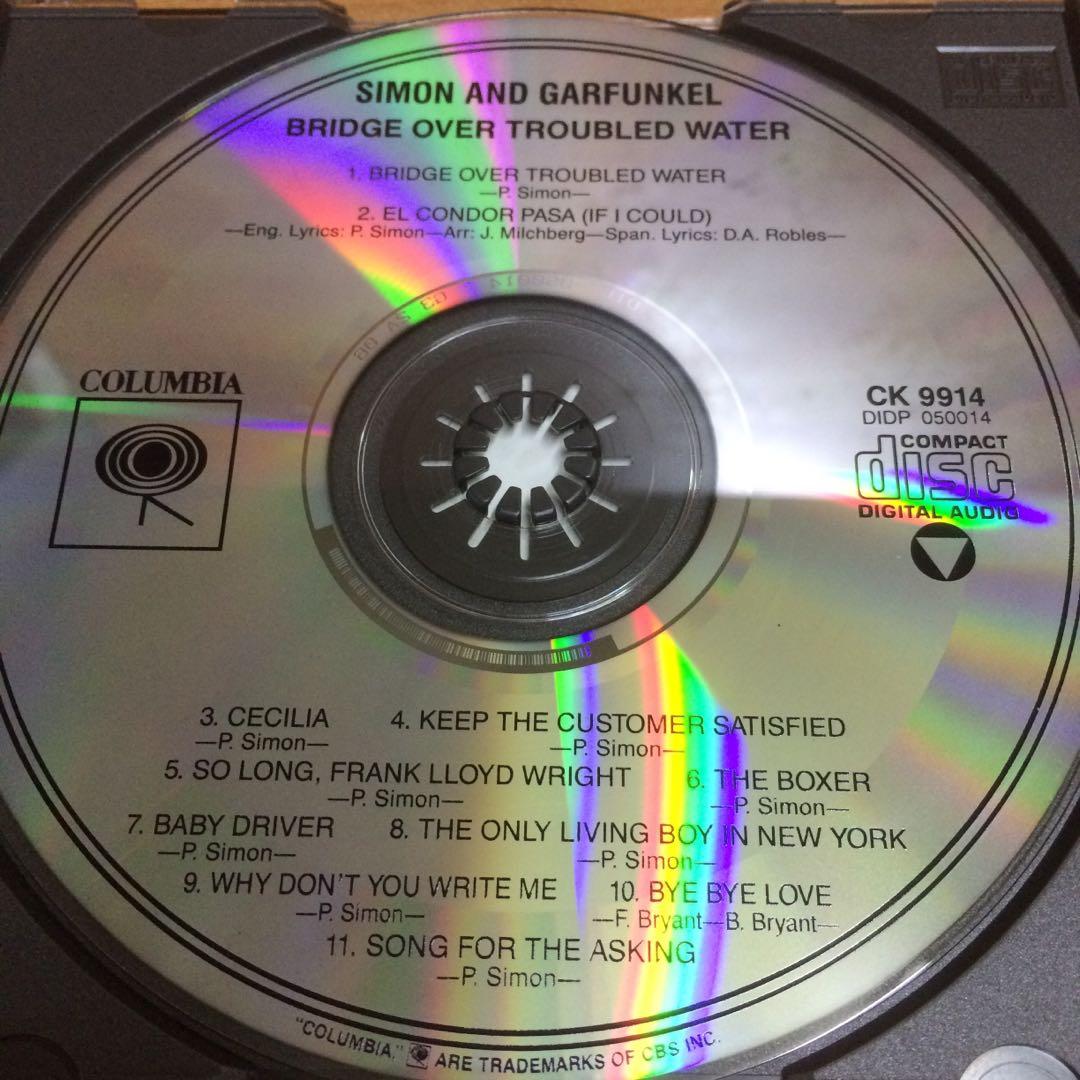 SIMON AND GARFUNKEL
BRIDGE OVER TROUBLED WATER
1. BRIDGE OVER TROUBLED WATER
—P. Simon—
2. EL CONDOR PASA (IF I COULD)
—Eng. Lyrics: P. Simon—Arr: J. Milchberg—Span. Lyrics: D.A. Robles—
COLUMBIA
CK 9914
DIDP 050014
COMPACT
disc
DIGITAL AUDIO
3. CECILIA 4. KEEP THE CUSTOMER SATISFIED
—P. Simon— —P. Simon—
5. SO LONG, FRANK LLOYD WRIGHT 6. THE BOXER
—P. Simon— —P. Simon—
7. BABY DRIVER 8. THE ONLY LIVING BOY IN NEW YORK
—P. Simon— —P. Simon—
9. WHY DON'T YOU WRITE ME 10. BYE BYE LOVE
—P. Simon— —F. Bryant—B. Bryant—
11. SONG FOR THE ASKING
—P. Simon—
"COLUMBIA," ARE TRADEMARKS OF CBS INC.